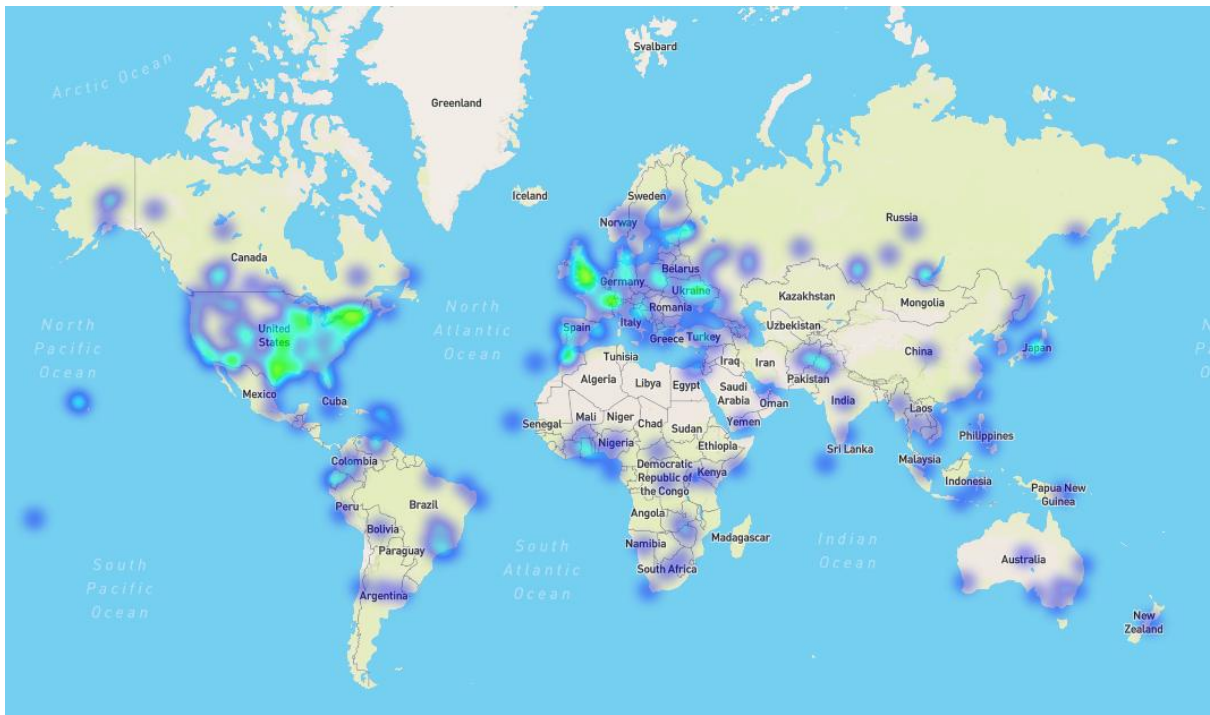 Svalbard
Arctic Ocean
Greenland
Iceland
Sweden
Norway
Russia
Canada
Belarus
Germany
Ukraine
Kazakhstan
Mongolia
North
Pacific
Ocean
North
Atlantic
Ocean
United
States
Romania
Spain
Italy
Uzbekistan
Greece
Turkey
Japan
China
Tunisia
Iraq
Iran
Algeria
Libya
Egypt
Pakistan
Saudi
Arabia
Mexico
Cuba
Oman
India
Laos
Mali
Niger
Chad
Sudan
Yemen
Senegal
Nigeria
Ethiopia
Philippines
Sri Lanka
Colombia
Democratic
Republic of
the Congo
Kenya
Malaysia
Indonesia
Papua New
Guinea
Peru
Brazil
Angola
Bolivia
Madagascar
Namibia
Indian
Ocean
Paraguay
South
Atlantic
Ocean
South
Pacific
Ocean
Australia
South Africa
Argentina
New
Zealand